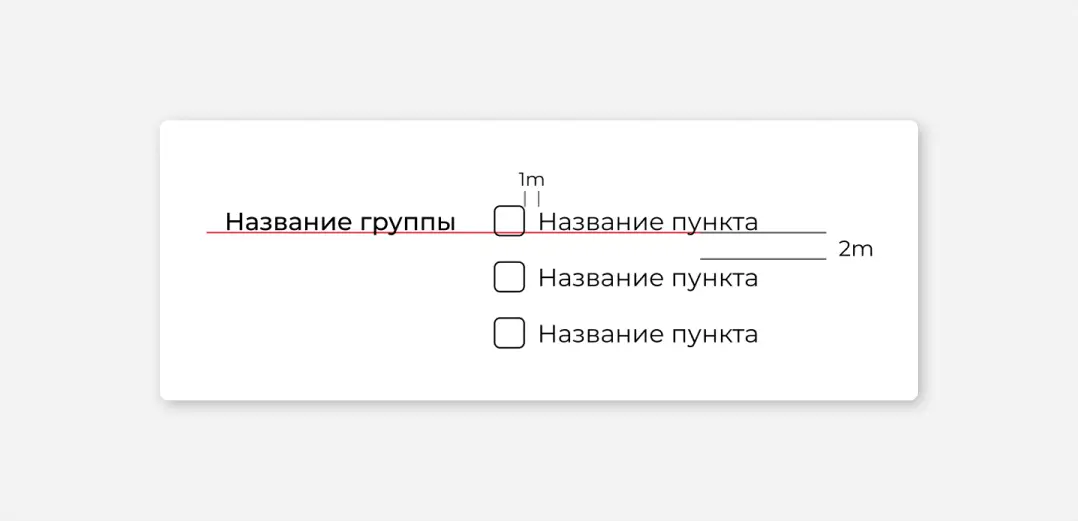 1m
Название группы Название пункта
2m
Название пункта
Название пункта